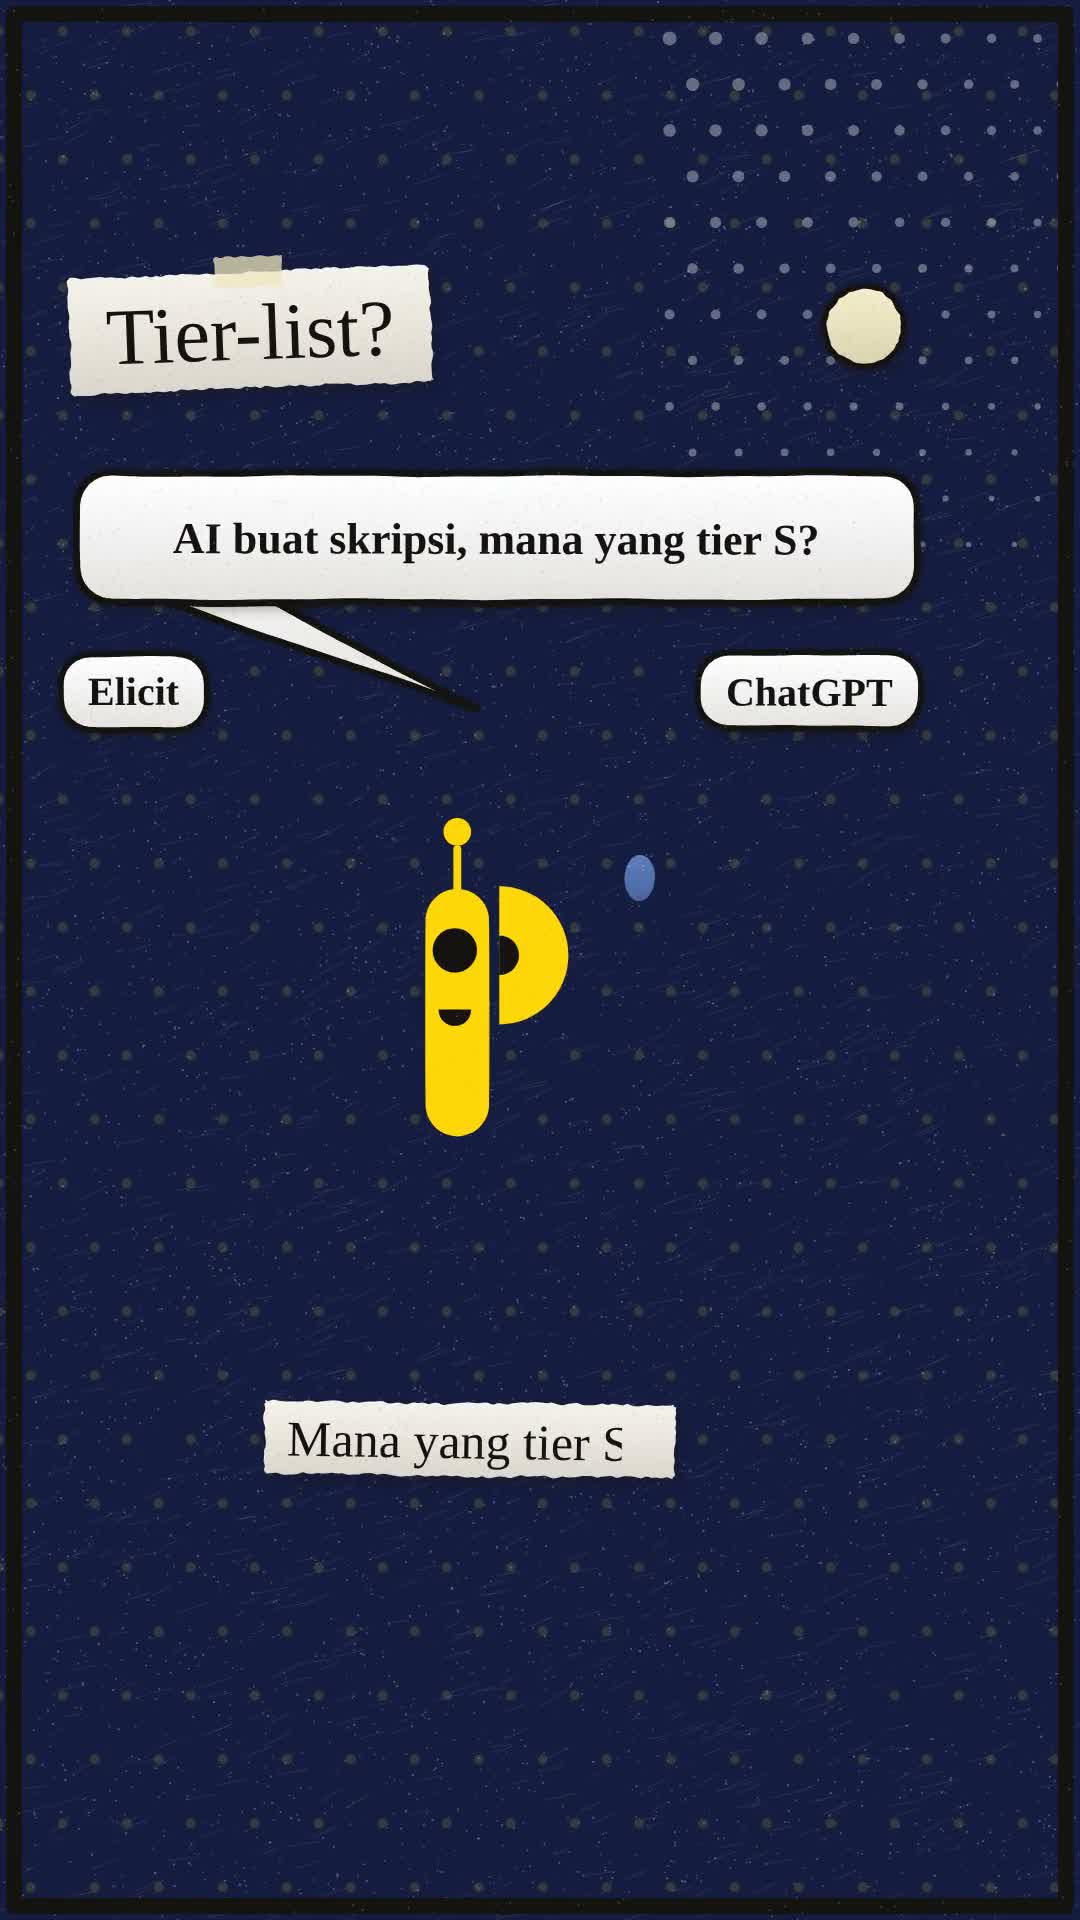 Tier-list?
AI buat skripsi, mana yang tier S?
Elicit
ChatGPT
Mana yang tier S